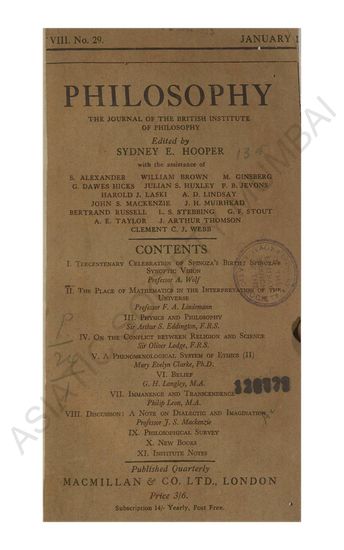 VIII. No. 29.
JANUARY 1
PHILOSOPHY
THE JOURNAL OF THE BRITISH INSTITUTE
OF PHILOSOPHY
Edited by
SYDNEY E. HOOPER
134
with the assistance of
S. ALEXANDER WILLIAM BROWN M. GINSBERG
G. DAWES HICKS JULIAN S. HUXLEY F. B. JEVONS
HAROLD J. LASKI A. D. LINDSAY
JOHN S. MACKENZIE J. H. MUIRHEAD
BERTRAND RUSSELL L. S. STEBBING G. F. STOUT
A. E. TAYLOR J. ARTHUR THOMSON
CLEMENT C. J. WEBB
CONTENTS
I. TERCENTENARY CELEBRATION OF SPINOZA'S BIRTH: SPINOZA'S
SYNOPTIC VISION
Professor A. Wolf
II. THE PLACE OF MATHEMATICS IN THE INTERPRETATION OF THE
UNIVERSE
Professor F. A. Lindemann
III. PHYSICS AND PHILOSOPHY
Sir Arthur S. Eddington, F.R.S.
IV. ON THE CONFLICT BETWEEN RELIGION AND SCIENCE
Sir Oliver Lodge, F.R.S.
V. A PHENOMENOLOGICAL SYSTEM OF ETHICS (II)
Mary Evelyn Clarke, Ph.D.
VI. BELIEF
G. H. Langley, M.A.
VII. IMMANENCE AND TRANSCENDENCE
Philip Leon, M.A.
VIII. DISCUSSION: A NOTE ON DIALECTIC AND IMAGINATION
Professor J. S. Mackenzie
IX. PHILOSOPHICAL SURVEY
X. NEW BOOKS
XI. INSTITUTE NOTES
Published Quarterly
MACMILLAN & CO. LTD., LONDON
Price 3/6.
Subscription 14/- Yearly, Post Free.